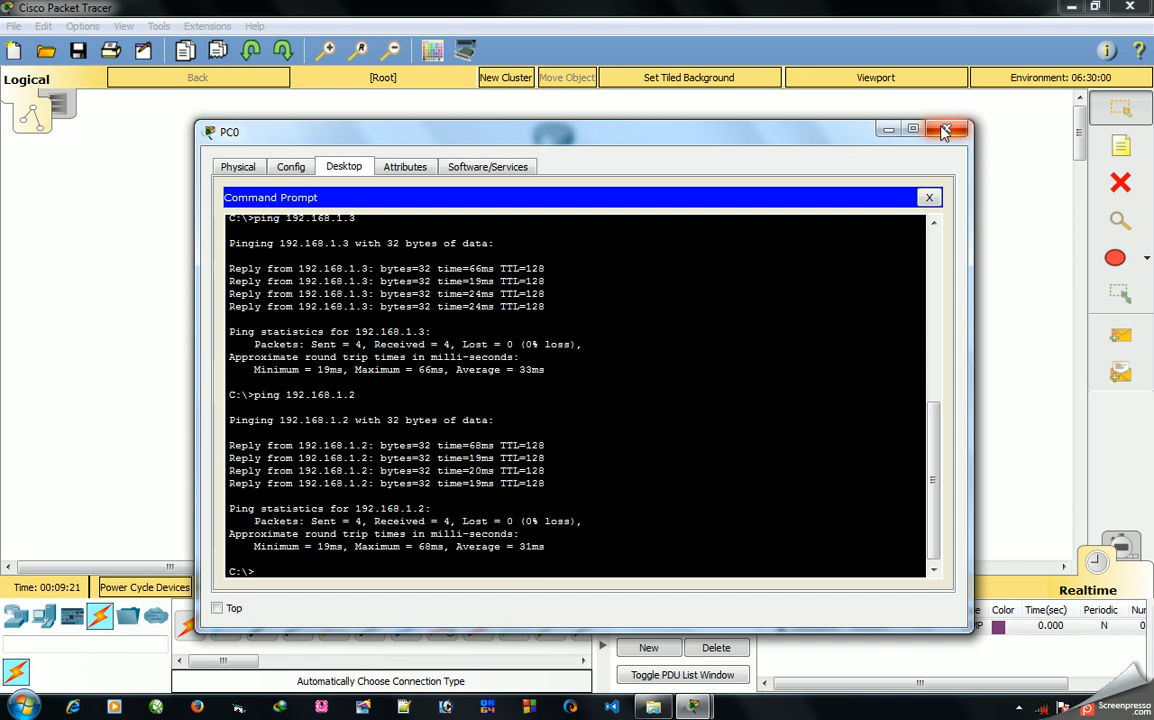 Cisco Packet Tracer
File Edit Options View Tools Extensions Help
Logical Back [Root] New Cluster Move Object Set Tiled Background Viewport Environment: 06:30:00
PC0
Physical Config Desktop Attributes Software/Services
Command Prompt X
C:\>ping 192.168.1.3
Pinging 192.168.1.3 with 32 bytes of data:
Reply from 192.168.1.3: bytes=32 time=66ms TTL=128
Reply from 192.168.1.3: bytes=32 time=19ms TTL=128
Reply from 192.168.1.3: bytes=32 time=24ms TTL=128
Reply from 192.168.1.3: bytes=32 time=24ms TTL=128
Ping statistics for 192.168.1.3:
Packets: Sent = 4, Received = 4, Lost = 0 (0% loss),
Approximate round trip times in milli-seconds:
Minimum = 19ms, Maximum = 66ms, Average = 33ms
C:\>ping 192.168.1.2
Pinging 192.168.1.2 with 32 bytes of data:
Reply from 192.168.1.2: bytes=32 time=68ms TTL=128
Reply from 192.168.1.2: bytes=32 time=19ms TTL=128
Reply from 192.168.1.2: bytes=32 time=20ms TTL=128
Reply from 192.168.1.2: bytes=32 time=19ms TTL=128
Ping statistics for 192.168.1.2:
Packets: Sent = 4, Received = 4, Lost = 0 (0% loss),
Approximate round trip times in milli-seconds:
Minimum = 19ms, Maximum = 68ms, Average = 31ms
C:\>
Time: 00:09:21 Power Cycle Devices Realtime
Top
Color Time(sec) Periodic
0.000 N 0
New Delete
Toggle PDU List Window
Automatically Choose Connection Type
Screenpresso
.com